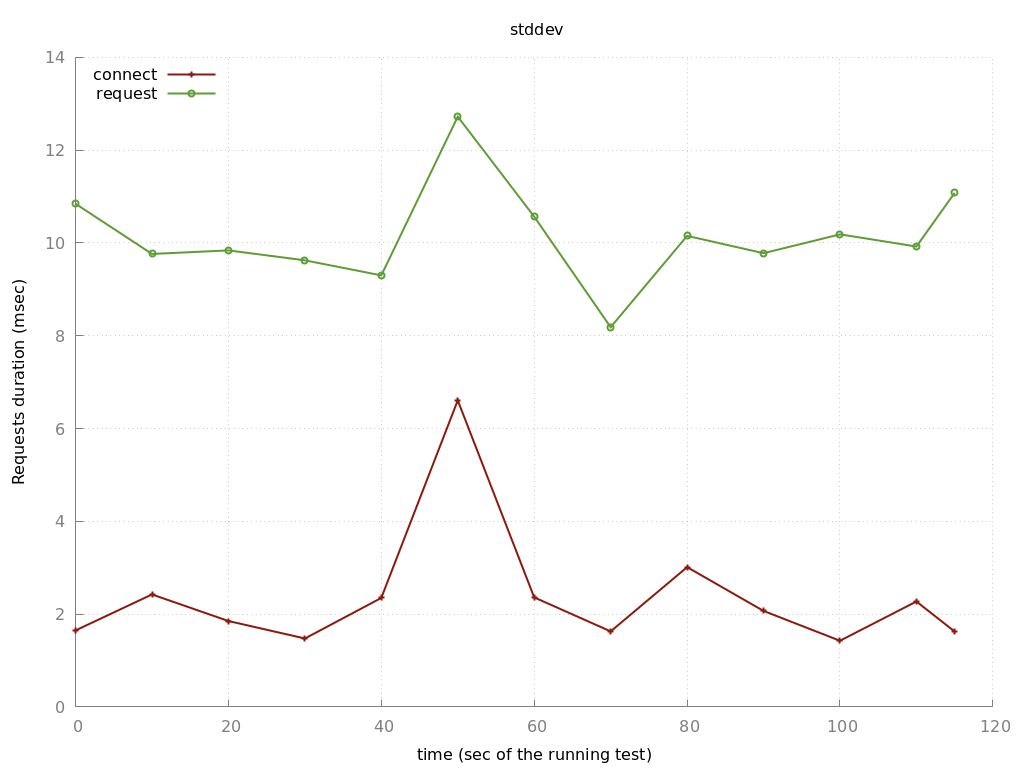 stddev
connect
request
14
12
10
8
6
4
2
0
Requests duration (msec)
0 20 40 60 80 100 120
time (sec of the running test)